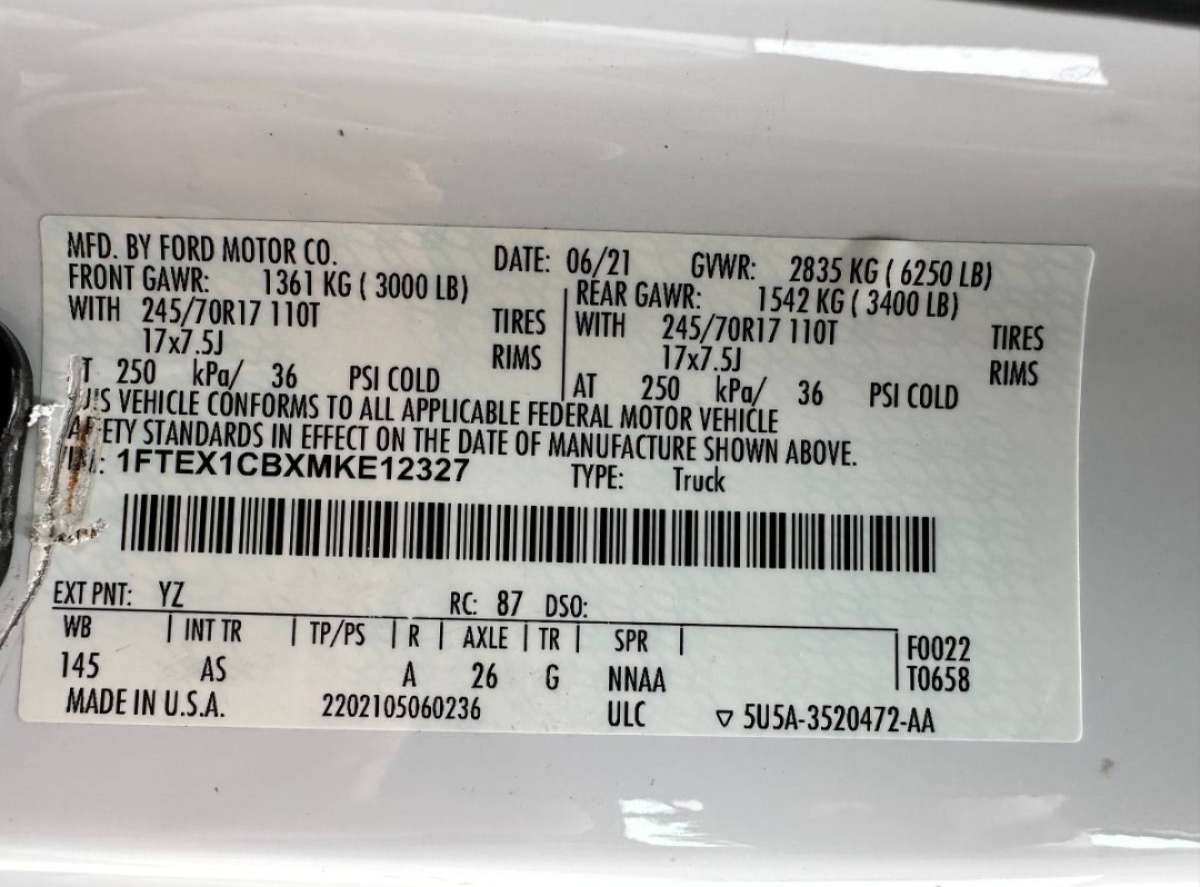 MFD. BY FORD MOTOR CO. DATE: 06/21 GVWR: 2835 KG ( 6250 LB)
FRONT GAWR: 1361 KG ( 3000 LB) REAR GAWR: 1542 KG ( 3400 LB)
WITH 245/70R17 110T TIRES WITH 245/70R17 110T TIRES
17x7.5J RIMS 17x7.5J RIMS
T 250 kPa/ 36 PSI COLD AT 250 kPa/ 36 PSI COLD
VEHICLE CONFORMS TO ALL APPLICABLE FEDERAL MOTOR VEHICLE
SAFETY STANDARDS IN EFFECT ON THE DATE OF MANUFACTURE SHOWN ABOVE.
VIN: 1FTEX1CBXMKE12327 TYPE: Truck
EXT PNT: YZ RC: 87 DSO:
WB | INT TR | TP/PS | R | AXLE | TR | SPR | F0022
145 AS A 26 G NNAA T0658
MADE IN U.S.A. 2202105060236 ULC ▽ 5U5A-3520472-AA